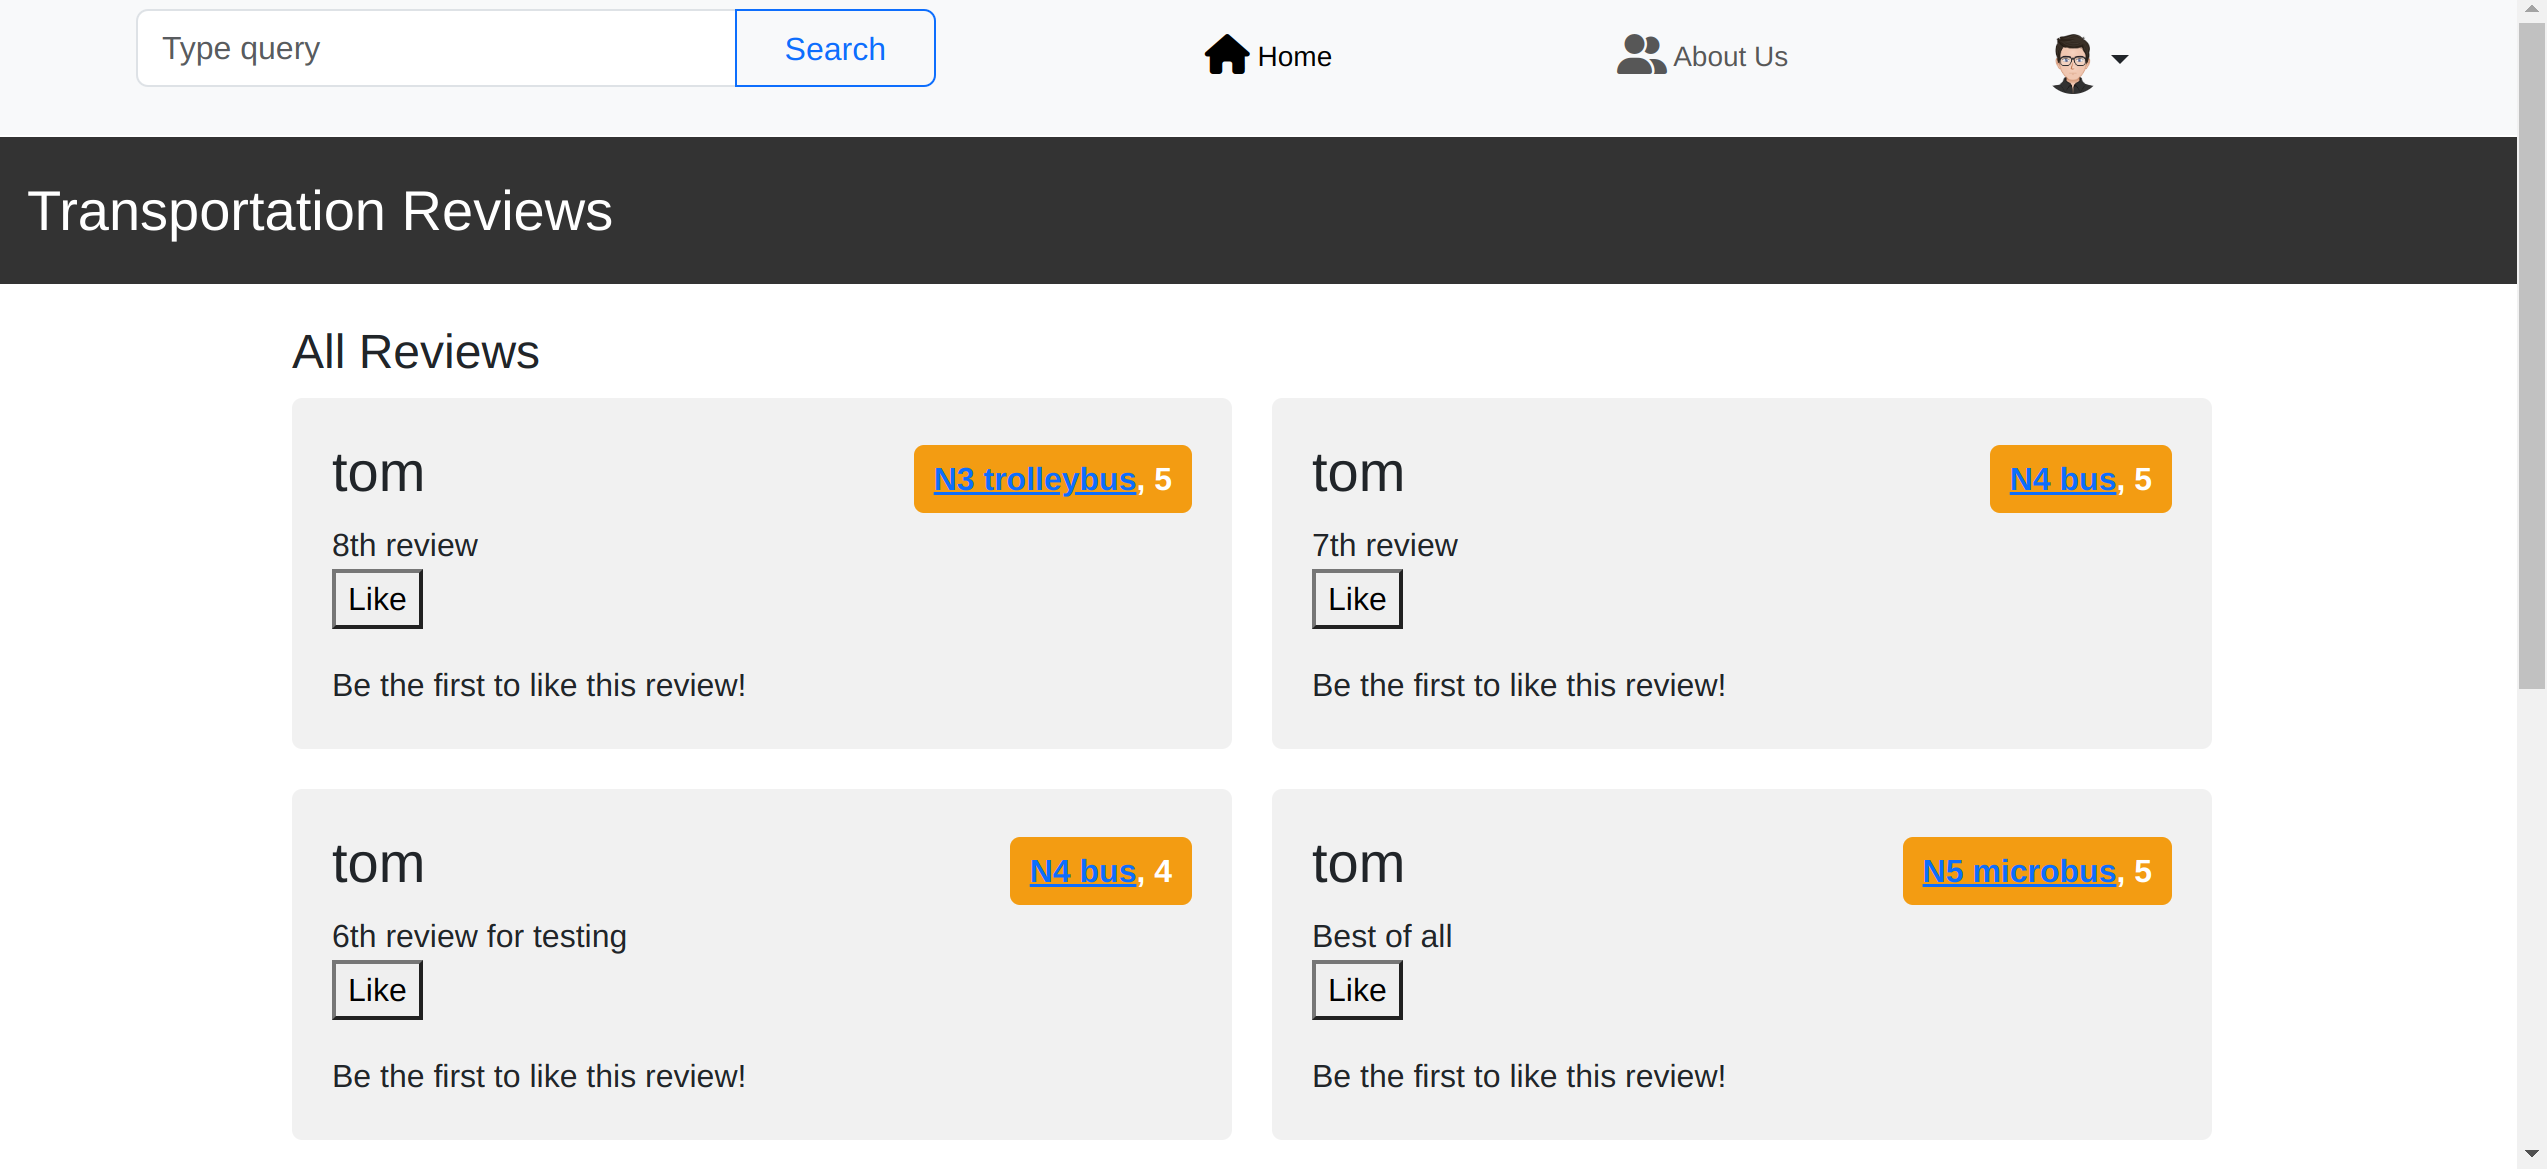 Type query
Search
Home
About Us
Transportation Reviews
All Reviews
tom
N3 trolleybus, 5
8th review
Like
Be the first to like this review!
tom
N4 bus, 5
7th review
Like
Be the first to like this review!
tom
N4 bus, 4
6th review for testing
Like
Be the first to like this review!
tom
N5 microbus, 5
Best of all
Like
Be the first to like this review!